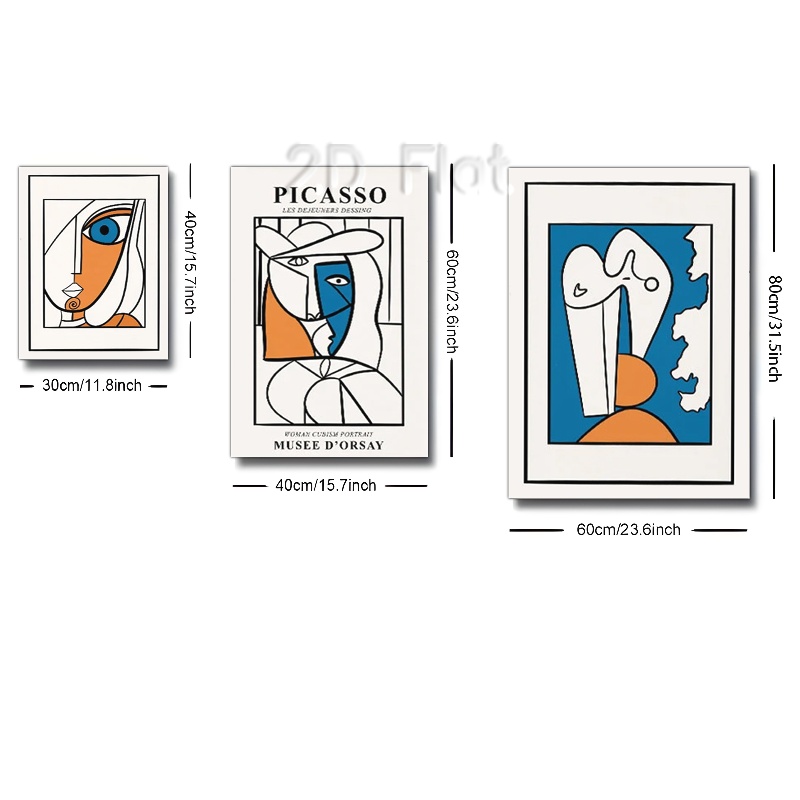 2D Flat
PICASSO
LES DEJEUNERS DESSING
WOMAN CUBISM PORTRAIT
MUSEE D'ORSAY
40cm/15.7inch
30cm/11.8inch
60cm/23.6inch
40cm/15.7inch
80cm/31.5inch
60cm/23.6inch